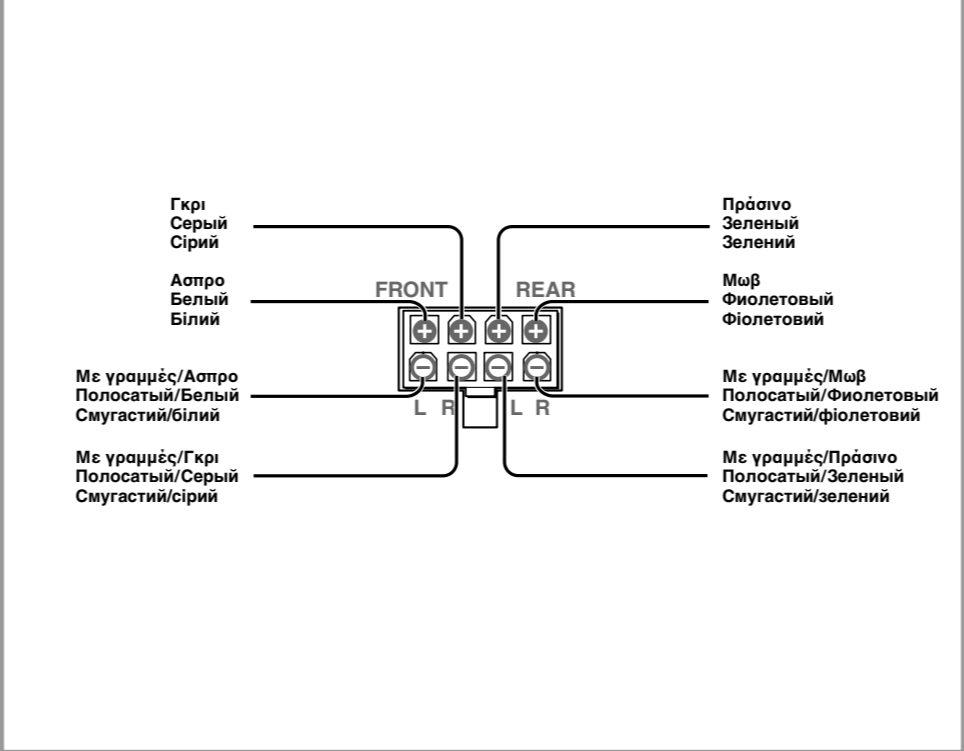 Γκρι
Серый
Сірий
Πράσινο
Зеленый
Зелений
Ασπρο
Белый
Білий
FRONT
REAR
Μωβ
Фиолетовый
Фіолетовий
Με γραμμές/Ασπρο
Полосатый/Белый
Смугастий/білий
L R
L R
Με γραμμές/Μωβ
Полосатый/Фиолетовый
Смугастий/фіолетовий
Με γραμμές/Γκρι
Полосатый/Серый
Смугастий/сірий
Με γραμμές/Πράσινο
Полосатый/Зеленый
Смугастий/зелений